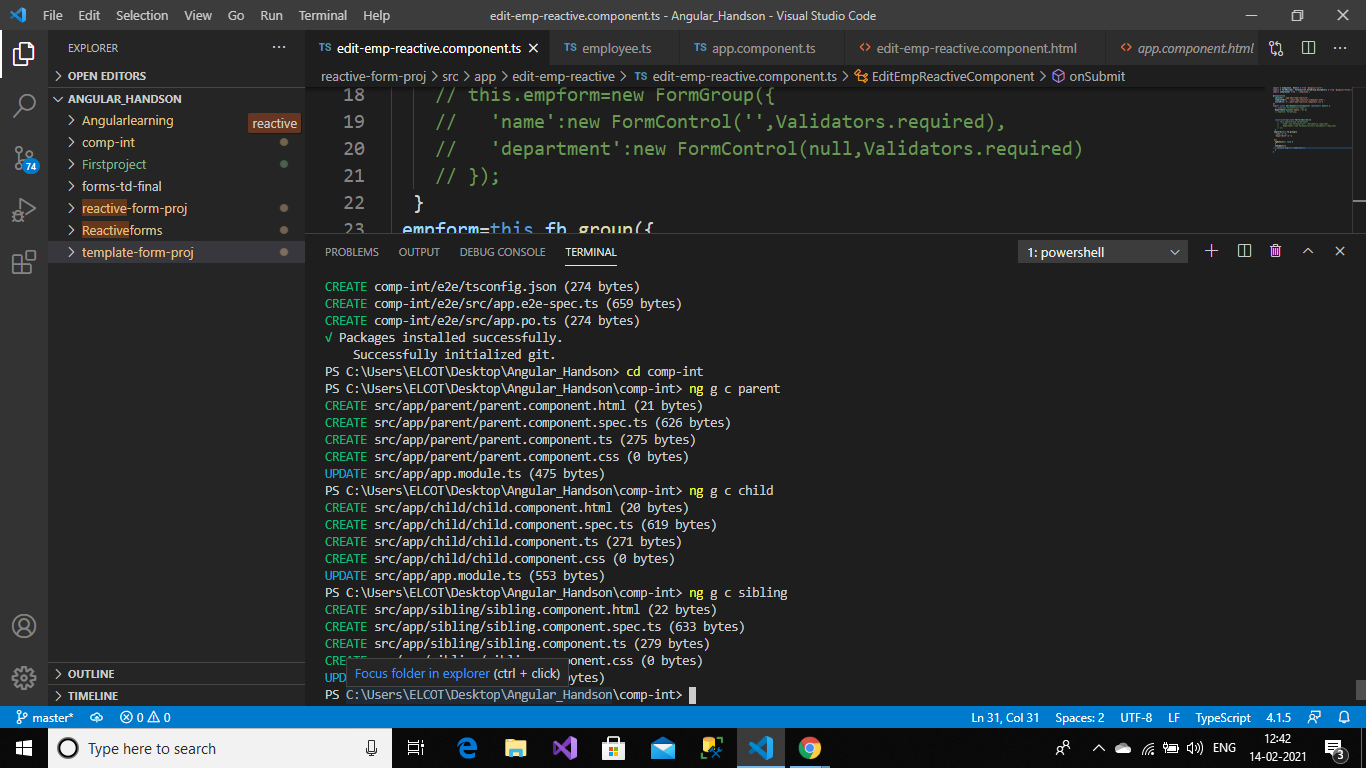 File Edit Selection View Go Run Terminal Help
edit-emp-reactive.component.ts - Angular_Handson - Visual Studio Code
EXPLORER
OPEN EDITORS
ANGULAR_HANDSON
Angularlearning
reactive
comp-int
Firstproject
forms-td-final
reactive-form-proj
Reactiveforms
template-form-proj
OUTLINE
TIMELINE
74
TS edit-emp-reactive.component.ts
TS employee.ts
TS app.component.ts
<> edit-emp-reactive.component.html
<> app.component.html
reactive-form-proj > src > app > edit-emp-reactive > TS edit-emp-reactive.component.ts > EditEmpReactiveComponent > onSubmit
18 // this.empform=new FormGroup({
19 // 'name':new FormControl('',Validators.required),
20 // 'department':new FormControl(null,Validators.required)
21 // });
22 }
23 empform=this.fb.group({
PROBLEMS OUTPUT DEBUG CONSOLE TERMINAL
1: powershell
CREATE comp-int/e2e/tsconfig.json (274 bytes)
CREATE comp-int/e2e/src/app.e2e-spec.ts (659 bytes)
CREATE comp-int/e2e/src/app.po.ts (274 bytes)
√ Packages installed successfully.
Successfully initialized git.
PS C:\Users\ELCOT\Desktop\Angular_Handson> cd comp-int
PS C:\Users\ELCOT\Desktop\Angular_Handson\comp-int> ng g c parent
CREATE src/app/parent/parent.component.html (21 bytes)
CREATE src/app/parent/parent.component.spec.ts (626 bytes)
CREATE src/app/parent/parent.component.ts (275 bytes)
CREATE src/app/parent/parent.component.css (0 bytes)
UPDATE src/app/app.module.ts (475 bytes)
PS C:\Users\ELCOT\Desktop\Angular_Handson\comp-int> ng g c child
CREATE src/app/child/child.component.html (20 bytes)
CREATE src/app/child/child.component.spec.ts (619 bytes)
CREATE src/app/child/child.component.ts (271 bytes)
CREATE src/app/child/child.component.css (0 bytes)
UPDATE src/app/app.module.ts (553 bytes)
PS C:\Users\ELCOT\Desktop\Angular_Handson\comp-int> ng g c sibling
CREATE src/app/sibling/sibling.component.html (22 bytes)
CREATE src/app/sibling/sibling.component.spec.ts (633 bytes)
CREATE src/app/sibling/sibling.component.ts (279 bytes)
ponent.css (0 bytes)
Focus folder in explorer (ctrl + click)
PS C:\Users\ELCOT\Desktop\Angular_Handson\comp-int>
master* 0 0
Ln 31, Col 31 Spaces: 2 UTF-8 LF TypeScript 4.1.5
Type here to search
ENG
12:42
14-02-2021
3